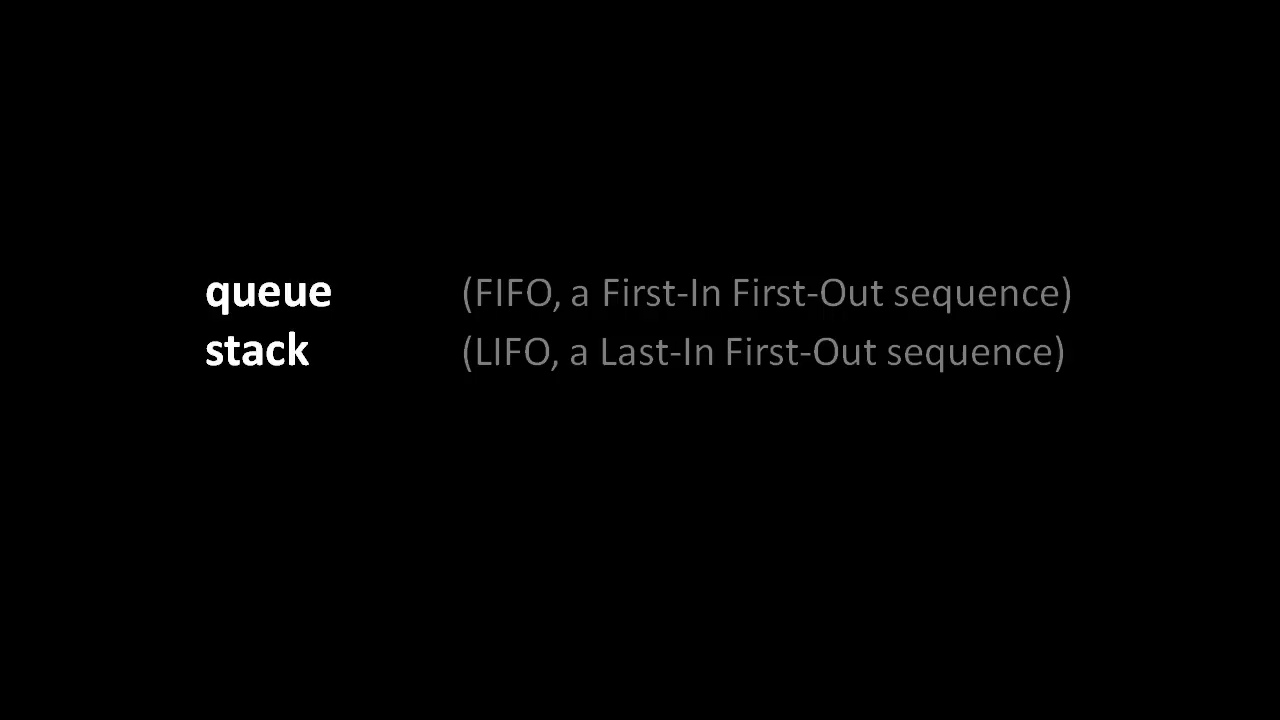 queue (FIFO, a First-In First-Out sequence)
stack (LIFO, a Last-In First-Out sequence)